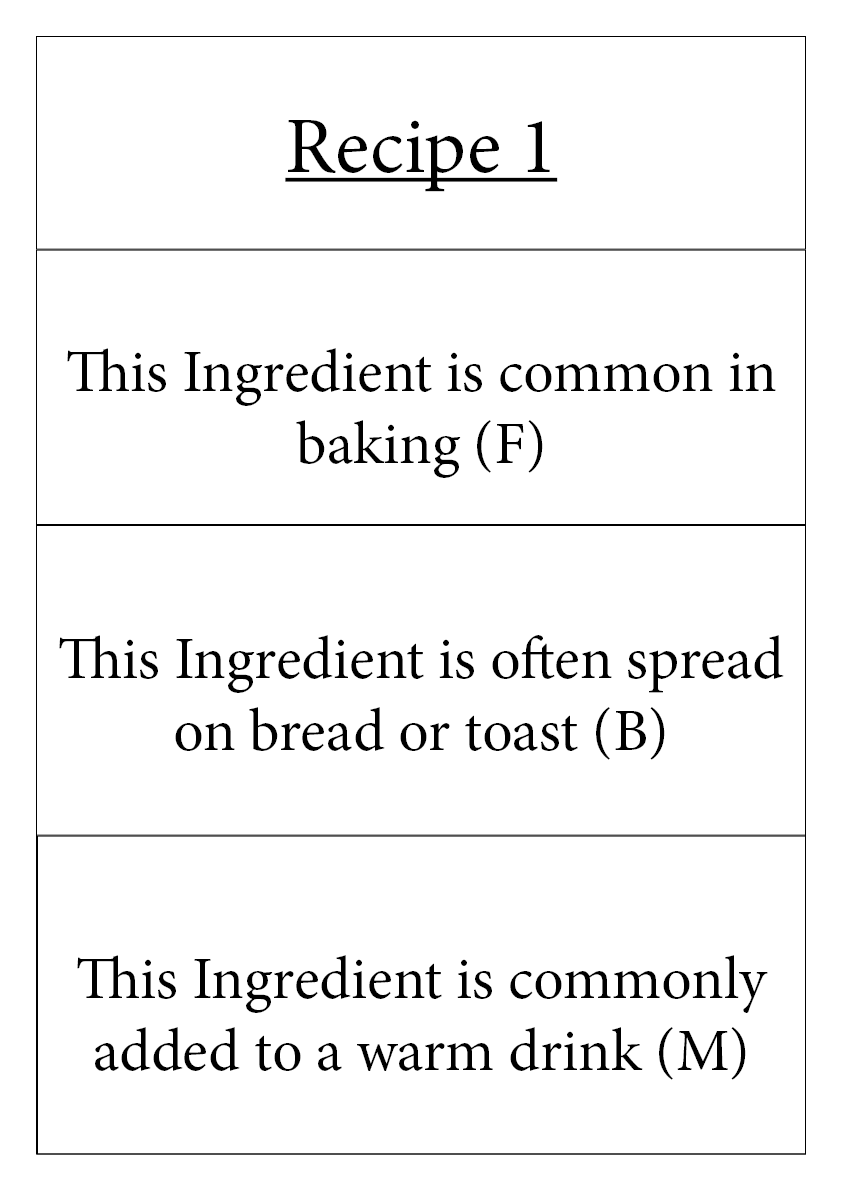 Recipe 1
This Ingredient is common in
baking (F)
This Ingredient is often spread
on bread or toast (B)
This Ingredient is commonly
added to a warm drink (M)